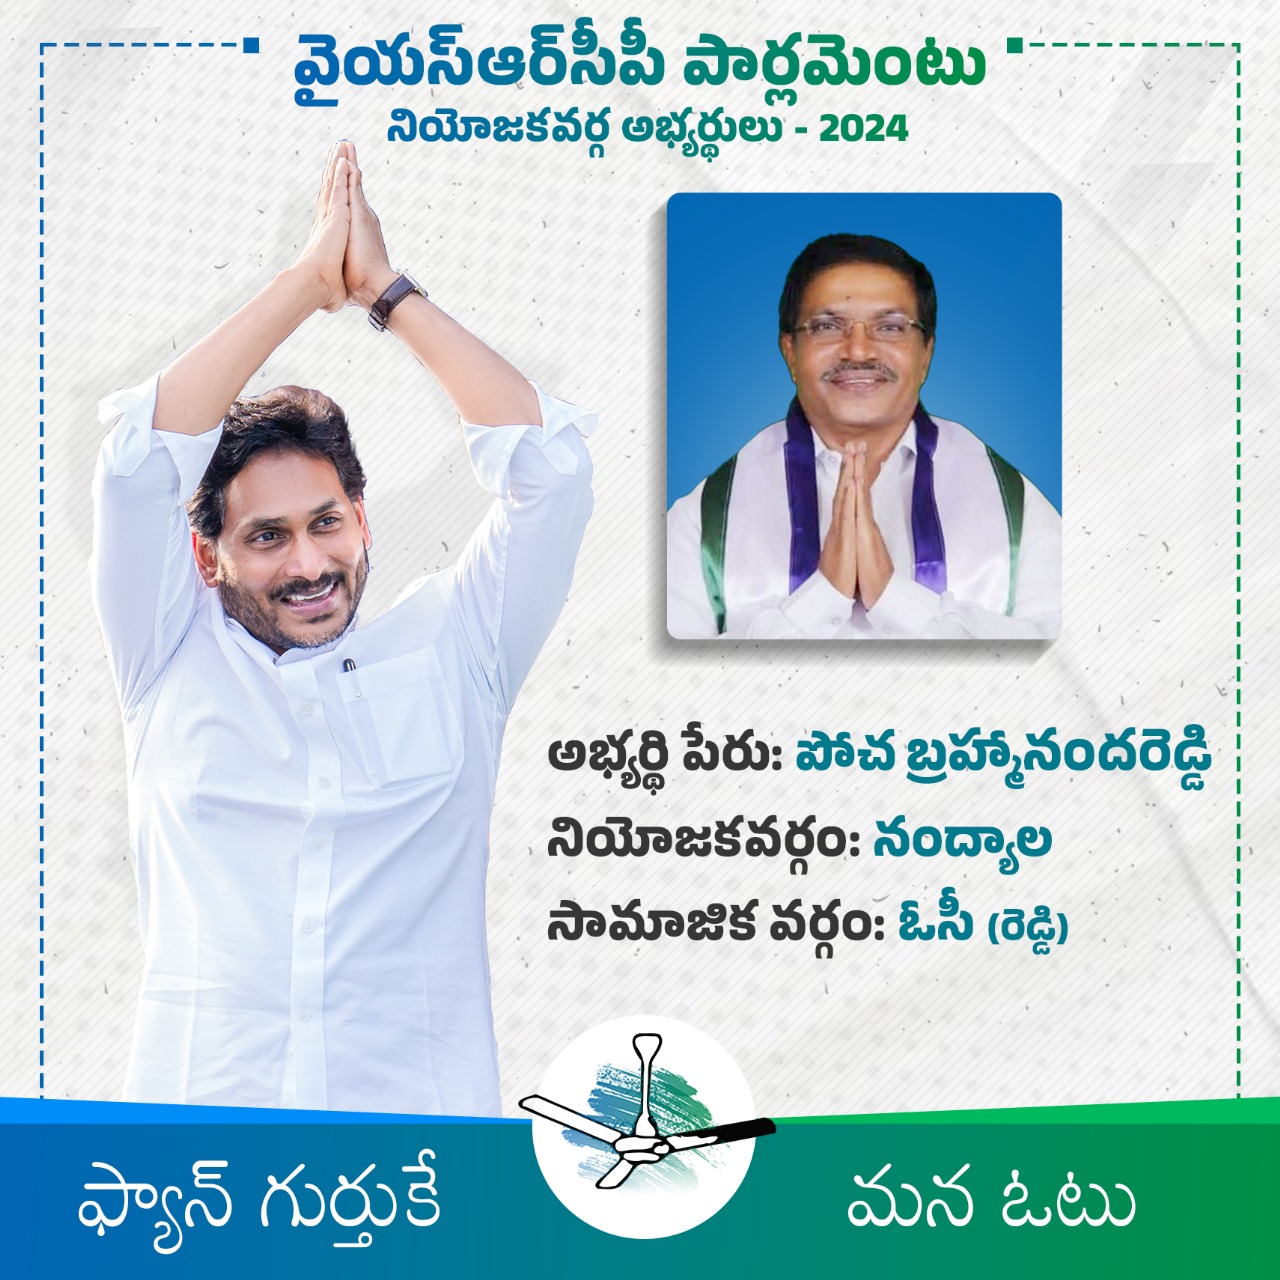 వైయస్ఆర్‌సీపీ పార్లమెంటు
నియోజకవర్గ అభ్యర్థులు - 2024
అభ్యర్థి పేరు: పోచ బ్రహ్మానందరెడ్డి
నియోజకవర్గం: నంద్యాల
సామాజిక వర్గం: ఓసీ (రెడ్డి)
ఫ్యాన్ గుర్తుకే మన ఓటు